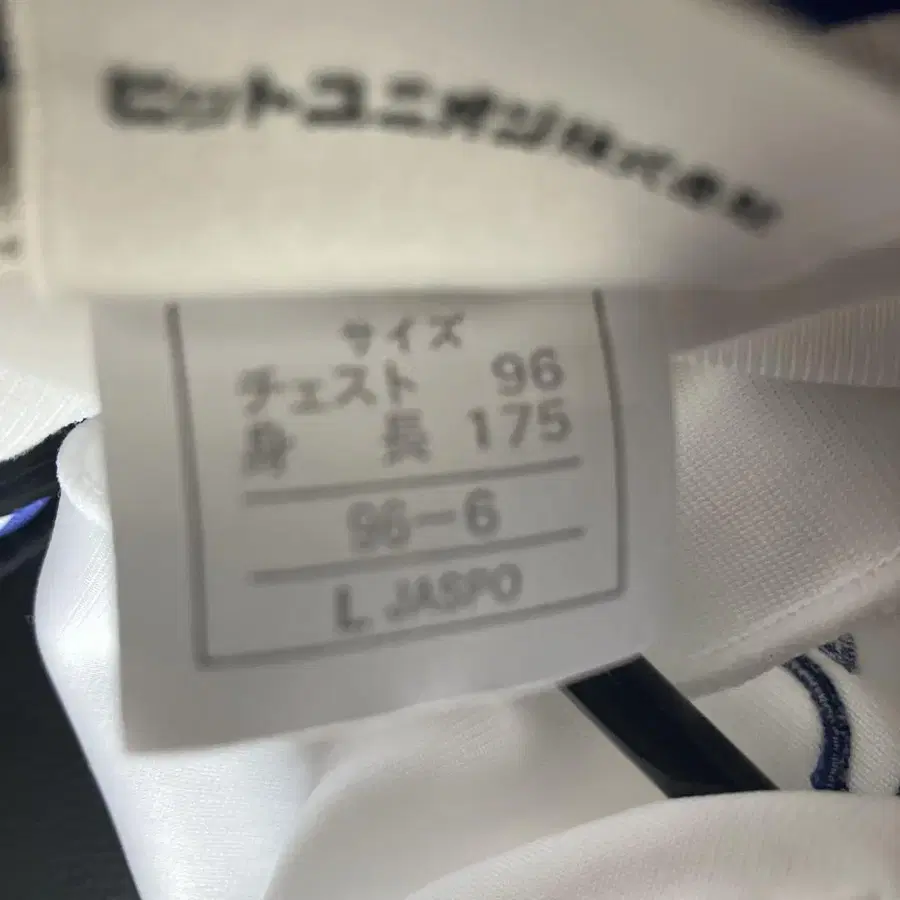 ヒットユニオン株式会社
サイズ
チェスト 96
身 長 175
96-6
L JASPO